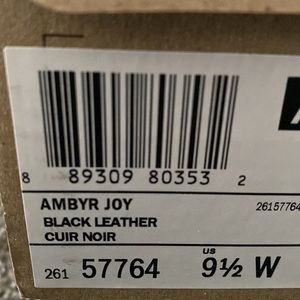 8 89309 80353 2
AMBYR JOY
26157764
BLACK LEATHER
CUIR NOIR
US
261 57764 9½ W